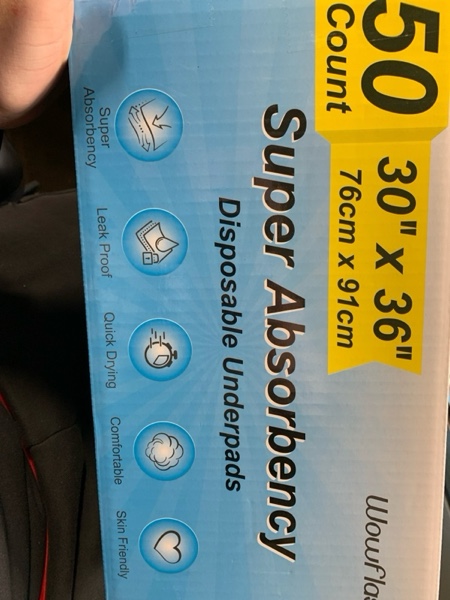 50
Count
30" x 36"
76cm x 91cm
Super Absorbency
Disposable Underpads
Super
Absorbency
Leak Proof
Quick Drying
Comfortable
Skin Friendly